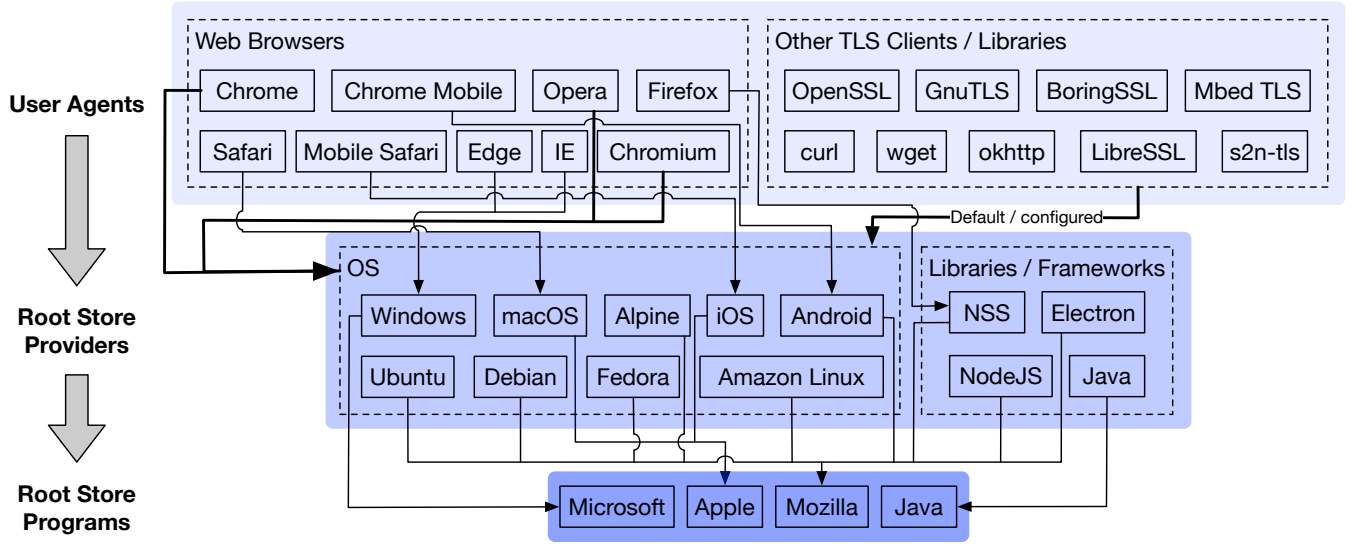 Web Browsers
Other TLS Clients / Libraries
Chrome
Chrome Mobile
Opera
Firefox
OpenSSL
GnuTLS
BoringSSL
Mbed TLS
User Agents
Safari
Mobile Safari
Edge
IE
Chromium
curl
wget
okhttp
LibreSSL
s2n-tls
Default / configured
OS
Libraries / Frameworks
Windows
macOS
Alpine
iOS
Android
NSS
Electron
Root Store
Providers
Ubuntu
Debian
Fedora
Amazon Linux
NodeJS
Java
Root Store
Programs
Microsoft
Apple
Mozilla
Java